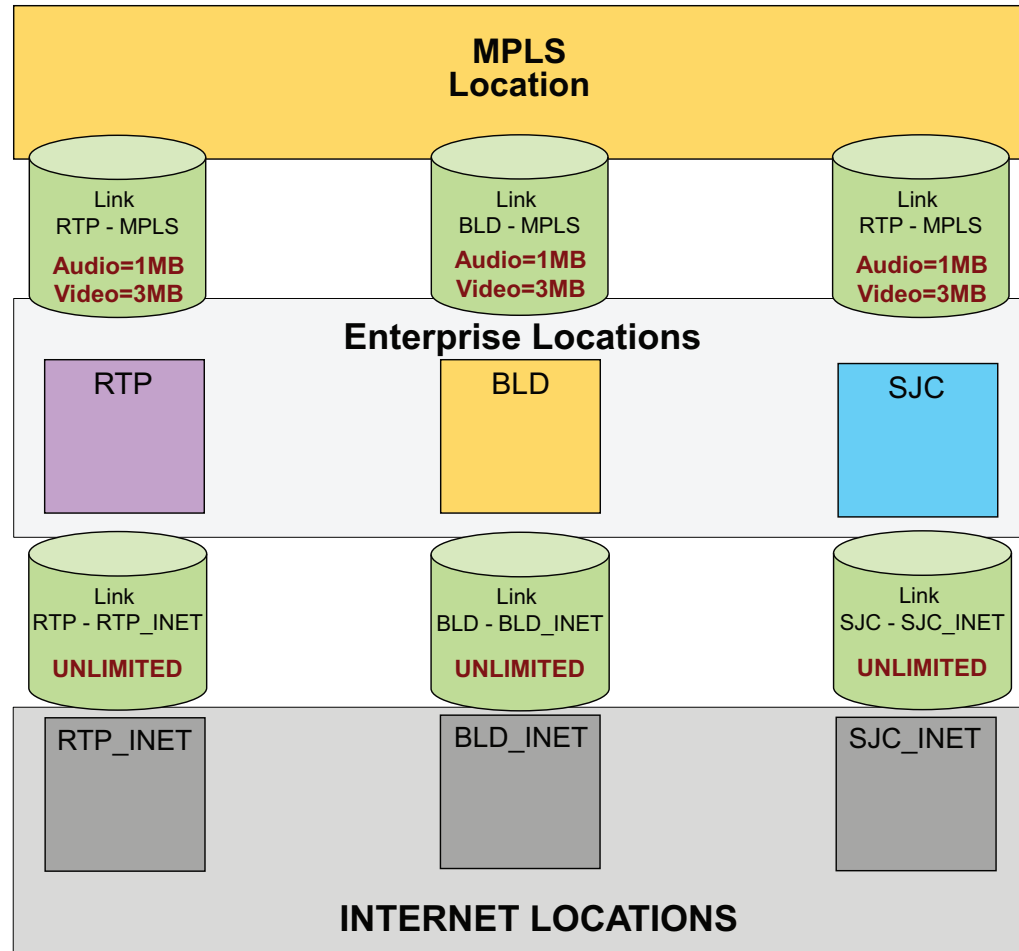 MPLS
Location
Link
RTP - MPLS
Audio=1MB
Video=3MB
Link
BLD - MPLS
Audio=1MB
Video=3MB
Link
RTP - MPLS
Audio=1MB
Video=3MB
Enterprise Locations
RTP
BLD
SJC
Link
RTP - RTP_INET
UNLIMITED
Link
BLD - BLD_INET
UNLIMITED
Link
SJC - SJC_INET
UNLIMITED
RTP_INET
BLD_INET
SJC_INET
INTERNET LOCATIONS